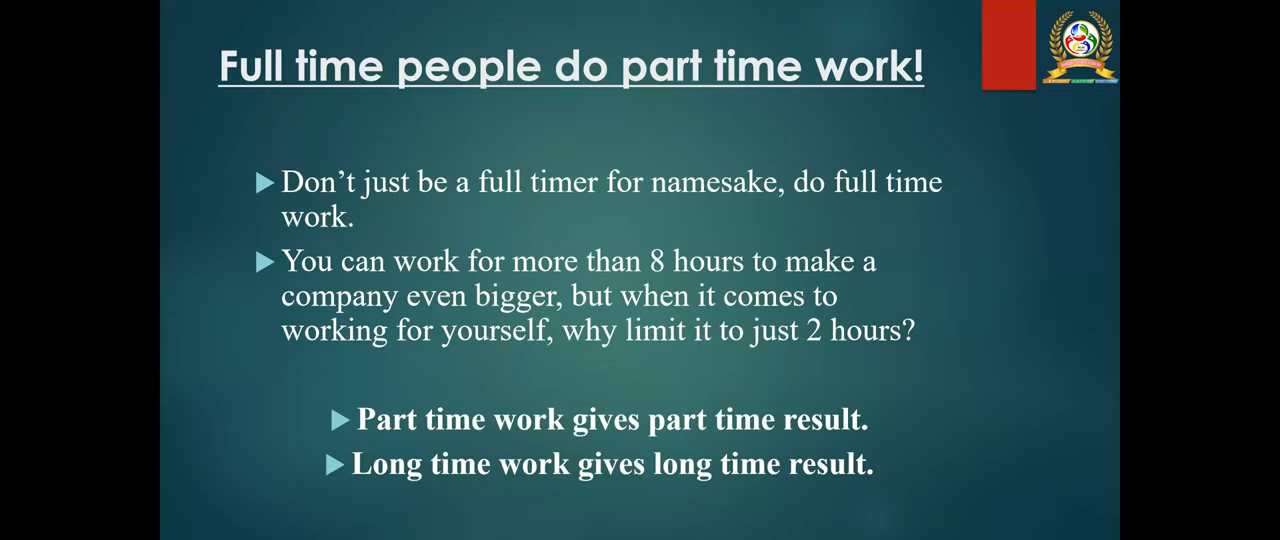 Full time people do part time work!
Don't just be a full timer for namesake, do full time
work.
You can work for more than 8 hours to make a
company even bigger, but when it comes to
working for yourself, why limit it to just 2 hours?
Part time work gives part time result.
Long time work gives long time result.